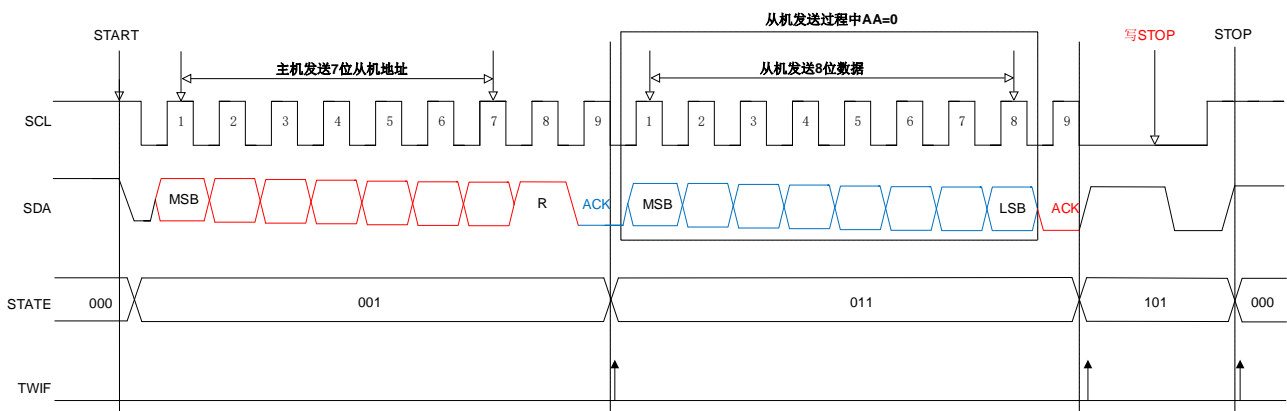 从机发送过程中AA=0
START
写STOP
STOP
主机发送7位从机地址
从机发送8位数据
SCL
1 2 3 4 5 6 7 8 9 1 2 3 4 5 6 7 8 9
SDA
MSB R ACK MSB LSB ACK
STATE 000 001 011 101 000
TWIF